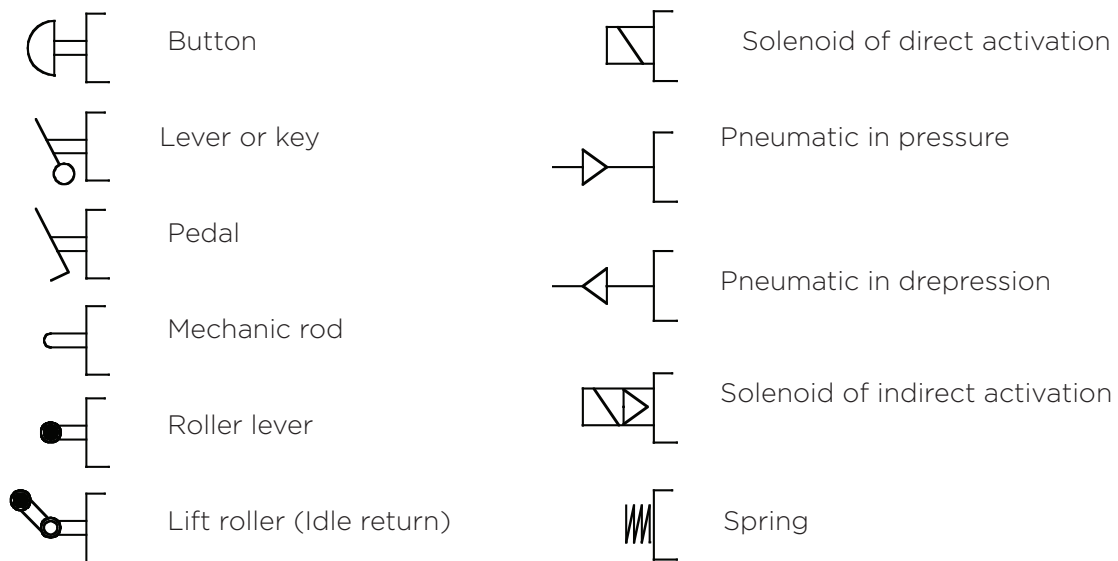 Button
Lever or key
Pedal
Mechanic rod
Roller lever
Lift roller (Idle return)
Solenoid of direct activation
Pneumatic in pressure
Pneumatic in drepression
Solenoid of indirect activation
Spring